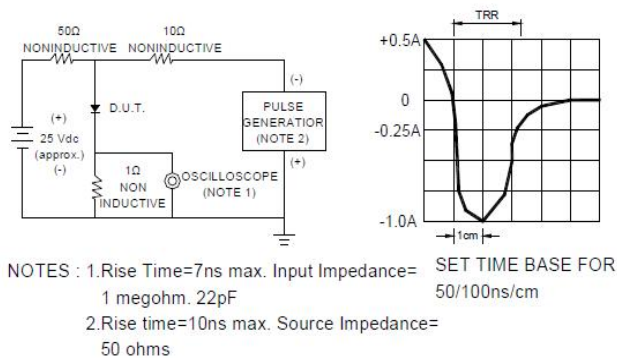 50Ω
NONINDUCTIVE
10Ω
NONINDUCTIVE
(+)
25 Vdc
(approx.)
(-)
D.U.T.
1Ω
NON
INDUCTIVE
OSCILLOSCOPE
(NOTE 1)
(-)
PULSE
GENERATIOR
(NOTE 2)
(+)
TRR
+0.5A
0
-0.25A
-1.0A
1cm
SET TIME BASE FOR
50/100ns/cm
NOTES : 1.Rise Time=7ns max. Input Impedance=
1 megohm. 22pF
2.Rise time=10ns max. Source Impedance=
50 ohms